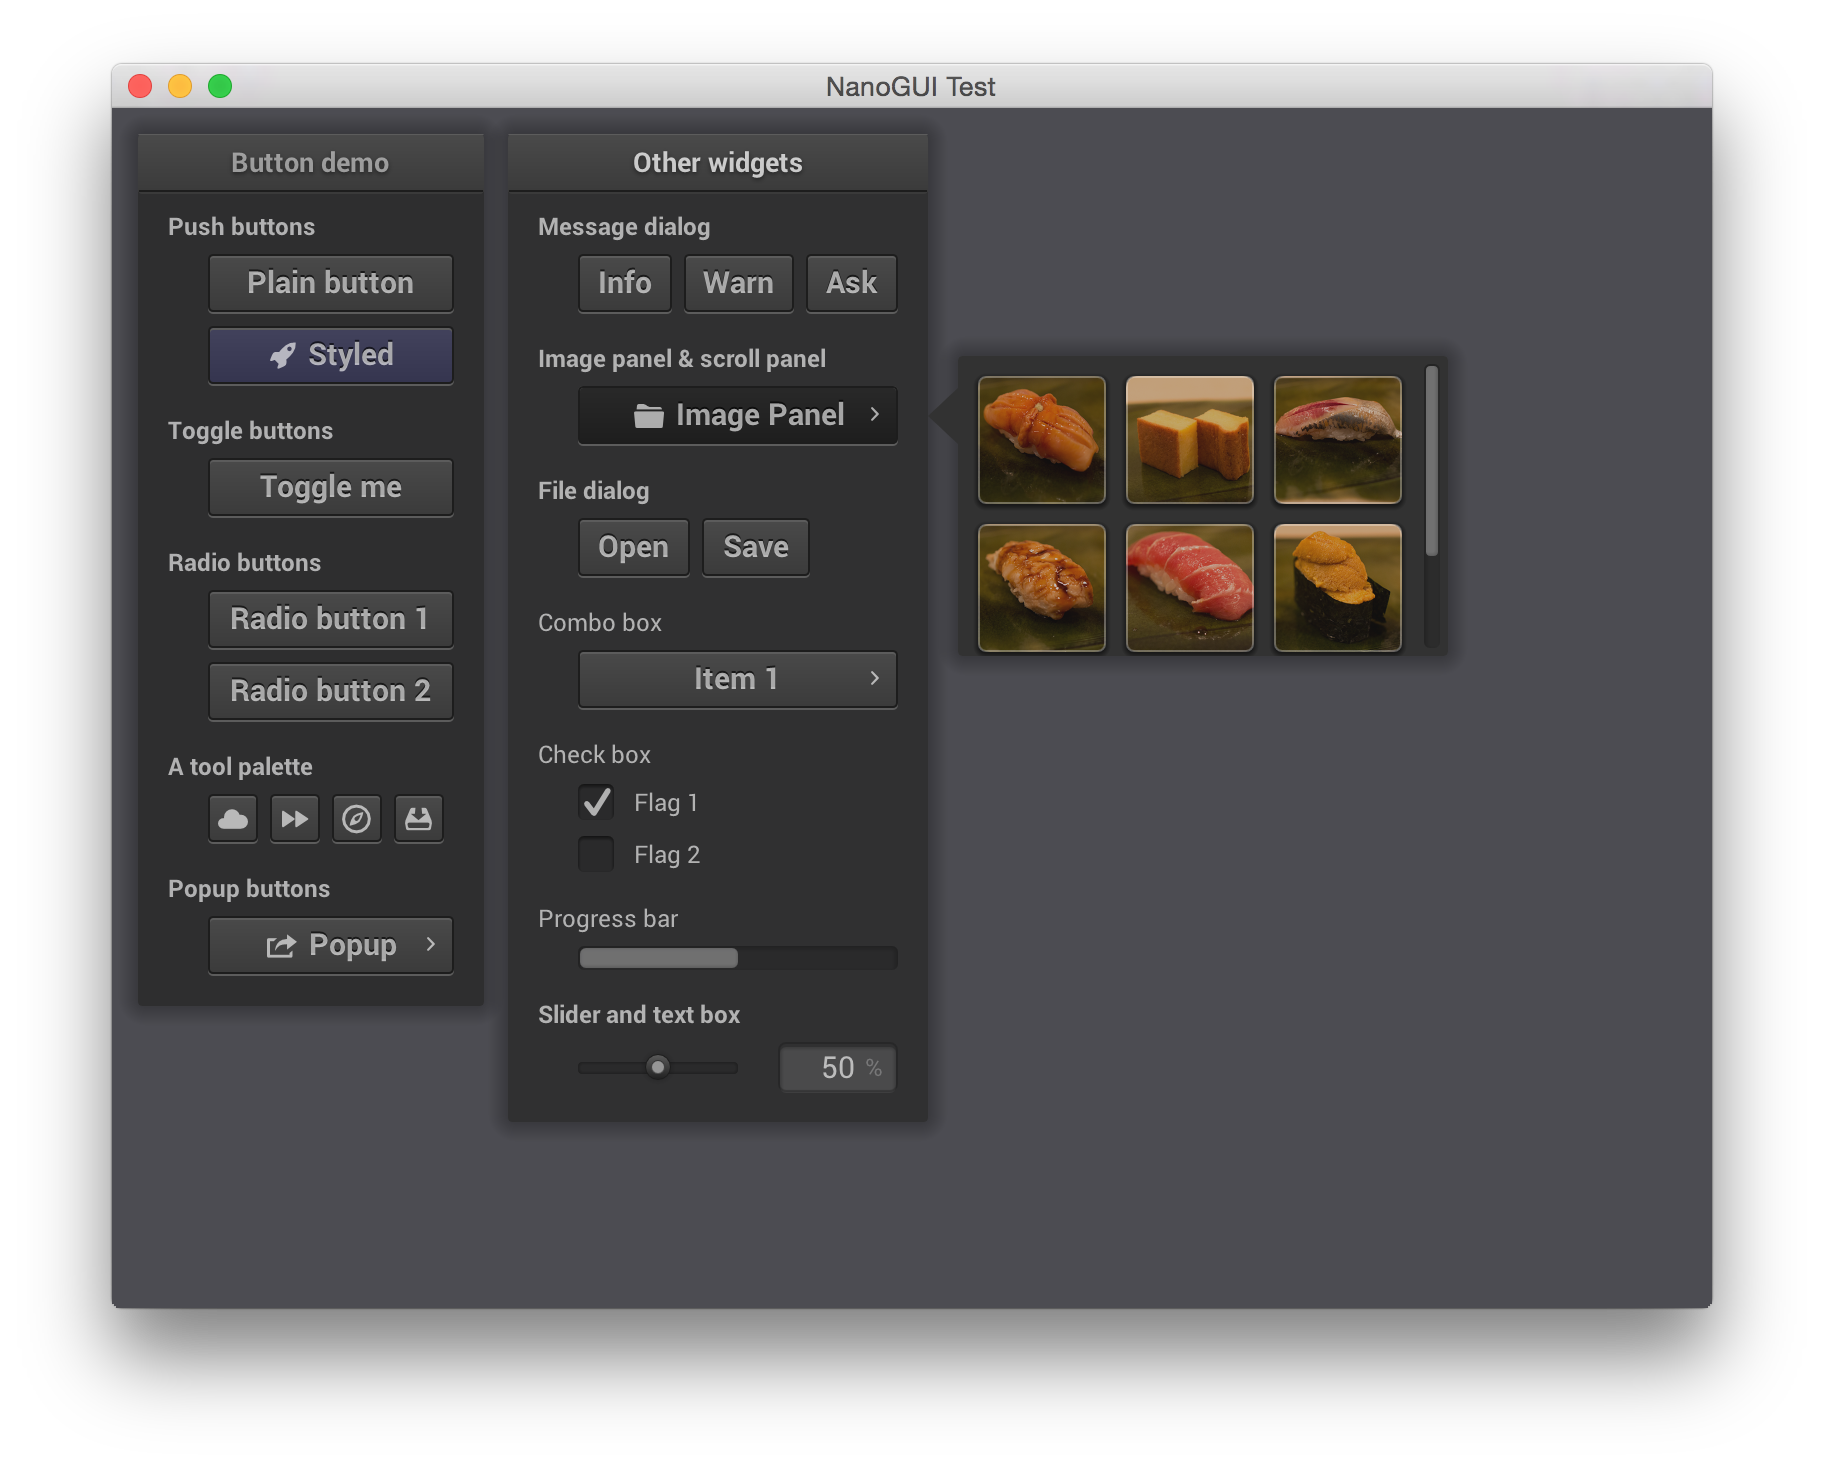 NanoGUI Test
Button demo
Push buttons
Plain button
Styled
Toggle buttons
Toggle me
Radio buttons
Radio button 1
Radio button 2
A tool palette
Popup buttons
Popup
Other widgets
Message dialog
Info Warn Ask
Image panel & scroll panel
Image Panel
File dialog
Open Save
Combo box
Item 1
Check box
Flag 1
Flag 2
Progress bar
Slider and text box
50 %